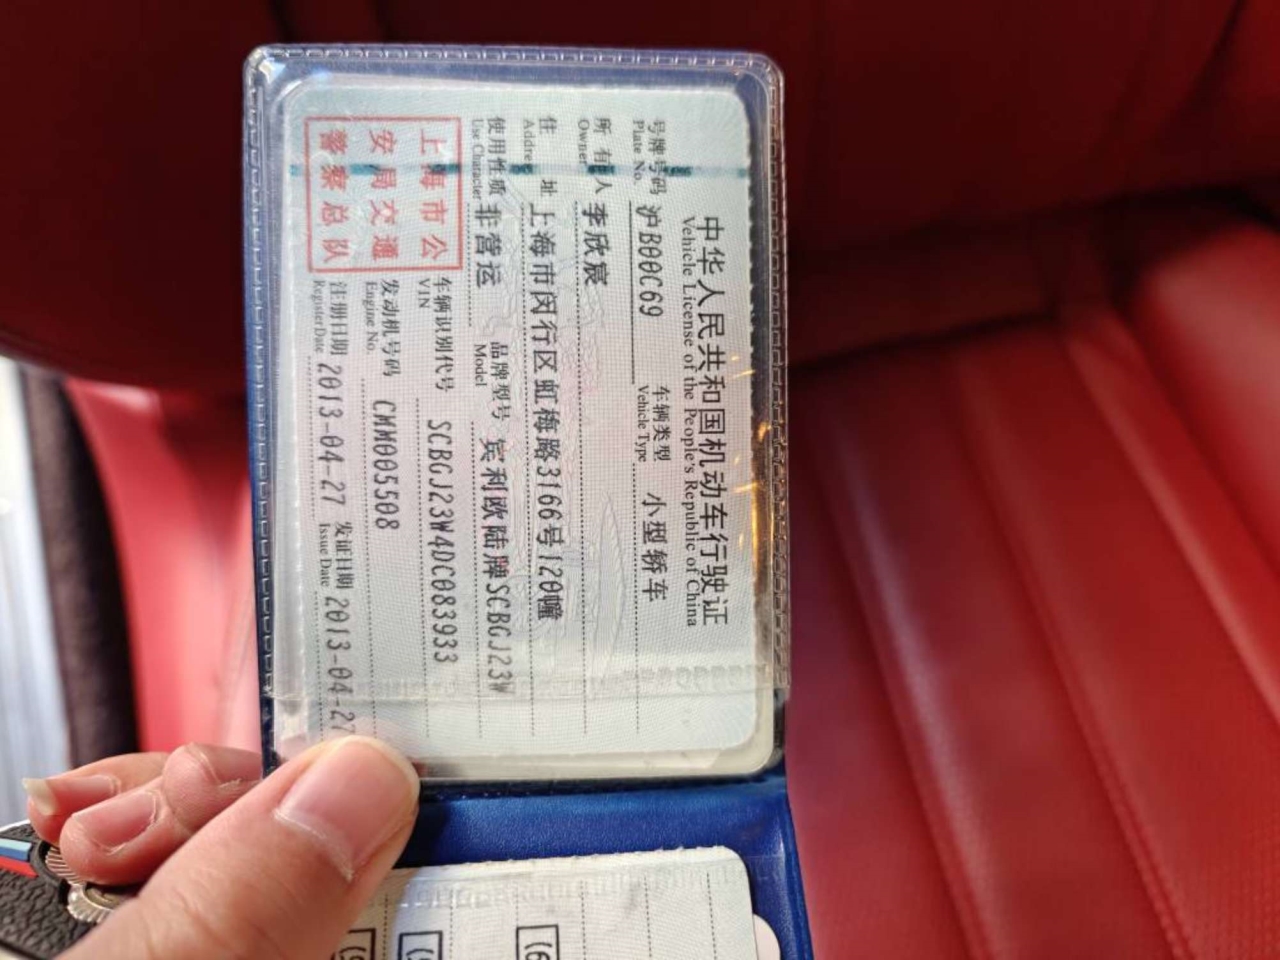 中华人民共和国机动车行驶证
Vehicle License of the People's Republic of China
号牌号码 沪B00C69 车辆类型 小型轿车
Plate No. Vehicle Type
所有人 李欣宸
Owner
住址 上海市闵行区虹梅路3166号120幢
Address
使用性质 非营运 品牌型号 宾利欧陆牌SCBGJ23W
Use Character Model
上海市公
安局交通
警察总队
车辆识别代号 SCBGJ23W4DC083933
VIN
发动机号码 CMM005508
Engine No.
注册日期 2013-04-27 发证日期 2013-04-27
Register Date Issue Date